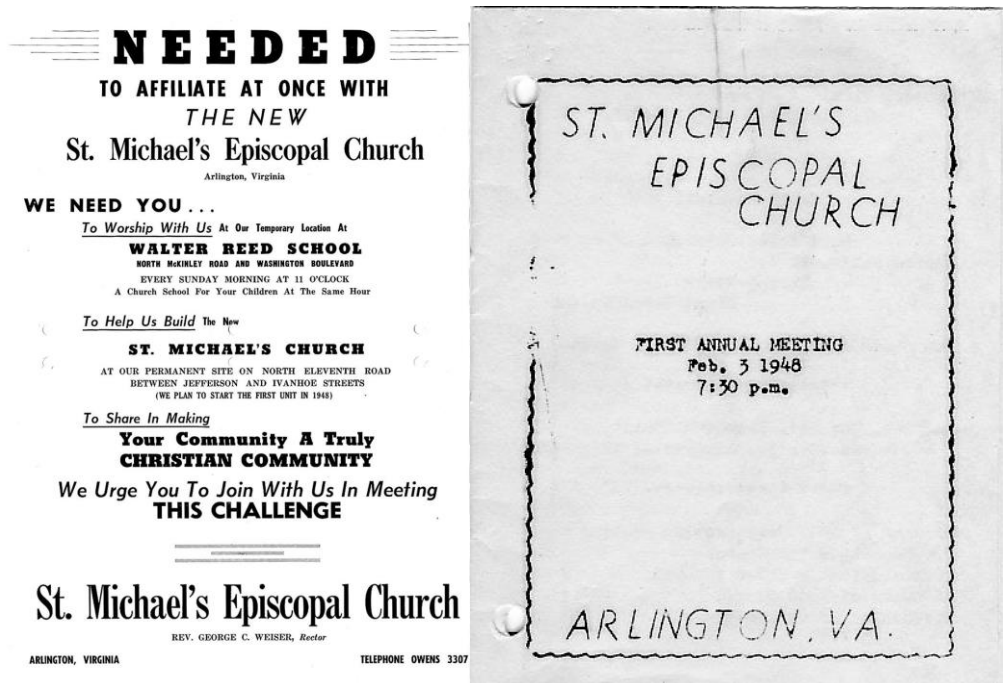 NEEDED
TO AFFILIATE AT ONCE WITH
THE NEW
St. Michael's Episcopal Church
Arlington, Virginia
WE NEED YOU . . .
To Worship With Us At Our Temporary Location At
WALTER REED SCHOOL
NORTH McKINLEY ROAD AND WASHINGTON BOULEVARD
EVERY SUNDAY MORNING AT 11 O'CLOCK
A Church School For Your Children At The Same Hour
To Help Us Build The New
ST. MICHAEL'S CHURCH
AT OUR PERMANENT SITE ON NORTH ELEVENTH ROAD
BETWEEN JEFFERSON AND IVANHOE STREETS
(WE PLAN TO START THE FIRST UNIT IN 1948)
To Share In Making
Your Community A Truly
CHRISTIAN COMMUNITY
We Urge You To Join With Us In Meeting
THIS CHALLENGE
St. Michael's Episcopal Church
REV. GEORGE C. WEISER, Rector
ARLINGTON, VIRGINIA TELEPHONE OWENS 3307
ST. MICHAEL'S
EPISCOPAL
CHURCH
FIRST ANNUAL MEETING
Feb. 3 1948
7:30 p.m.
ARLINGTON, VA.